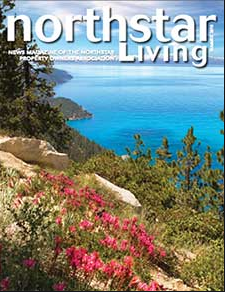 northstar
Living
NEWS MAGAZINE OF THE NORTHSTAR
PROPERTY OWNERS ASSOCIATION